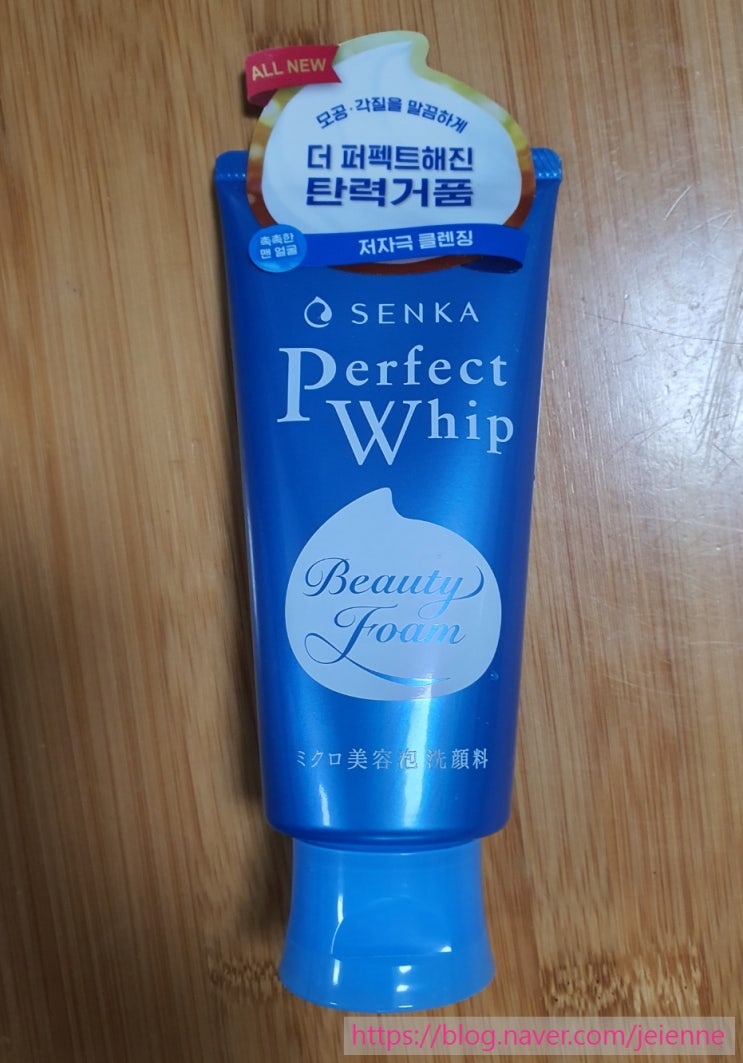 ALL NEW
모공·각질을 말끔하게
더 퍼펙트해진
탄력거품
촉촉한
맨 얼굴
저자극 클렌징
SENKA
Perfect
Whip
Beauty
Foam
ミクロ美容泡 洗顔料
https://blog.naver.com/jeienne